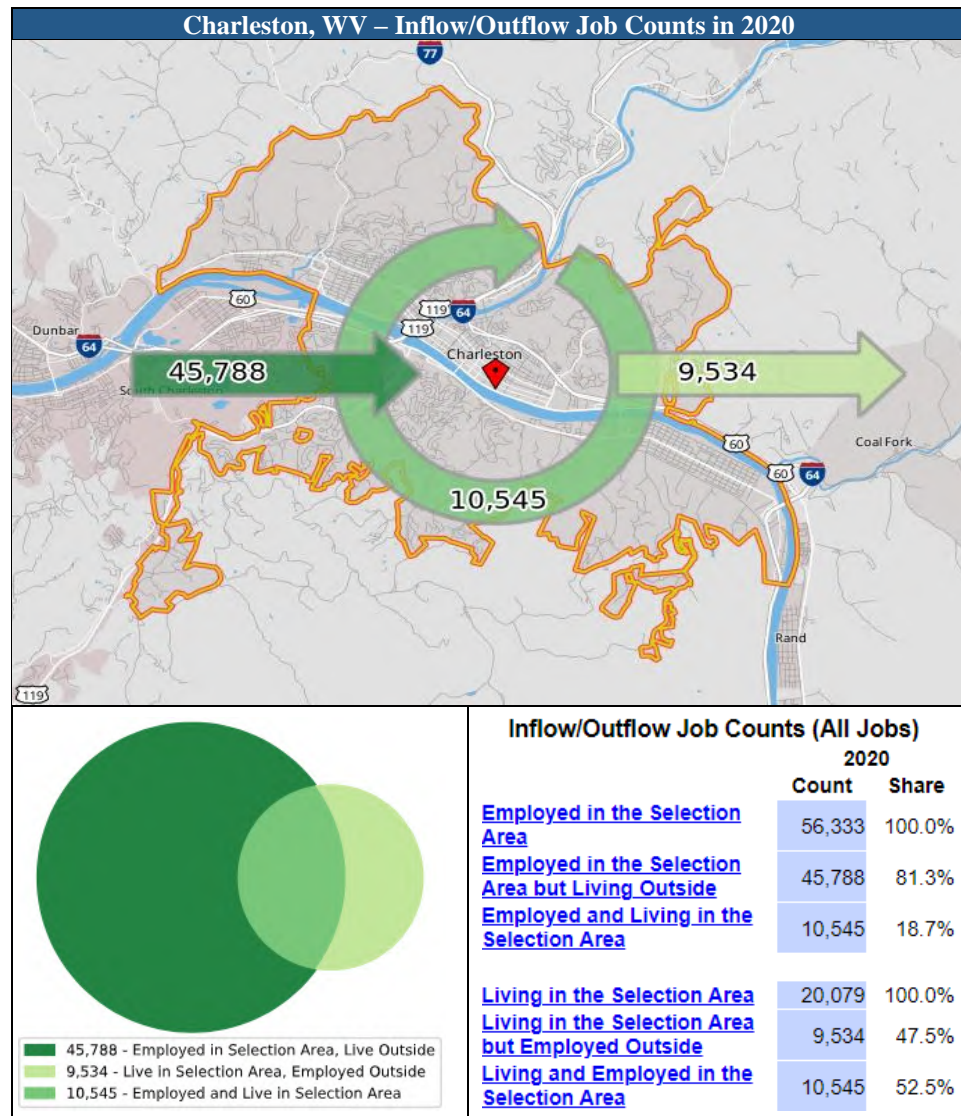 Charleston, WV – Inflow/Outflow Job Counts in 2020
77
60
119
64
119
Dunbar
64
Charleston
45,788
9,534
South Charleston
Coal Fork
60
60
64
10,545
Rand
119
45,788 - Employed in Selection Area, Live Outside
9,534 - Live in Selection Area, Employed Outside
10,545 - Employed and Live in Selection Area
Inflow/Outflow Job Counts (All Jobs)
2020
Count Share
Employed in the Selection
Area 56,333 100.0%
Employed in the Selection
Area but Living Outside 45,788 81.3%
Employed and Living in the
Selection Area 10,545 18.7%
Living in the Selection Area 20,079 100.0%
Living in the Selection Area
but Employed Outside 9,534 47.5%
Living and Employed in the
Selection Area 10,545 52.5%